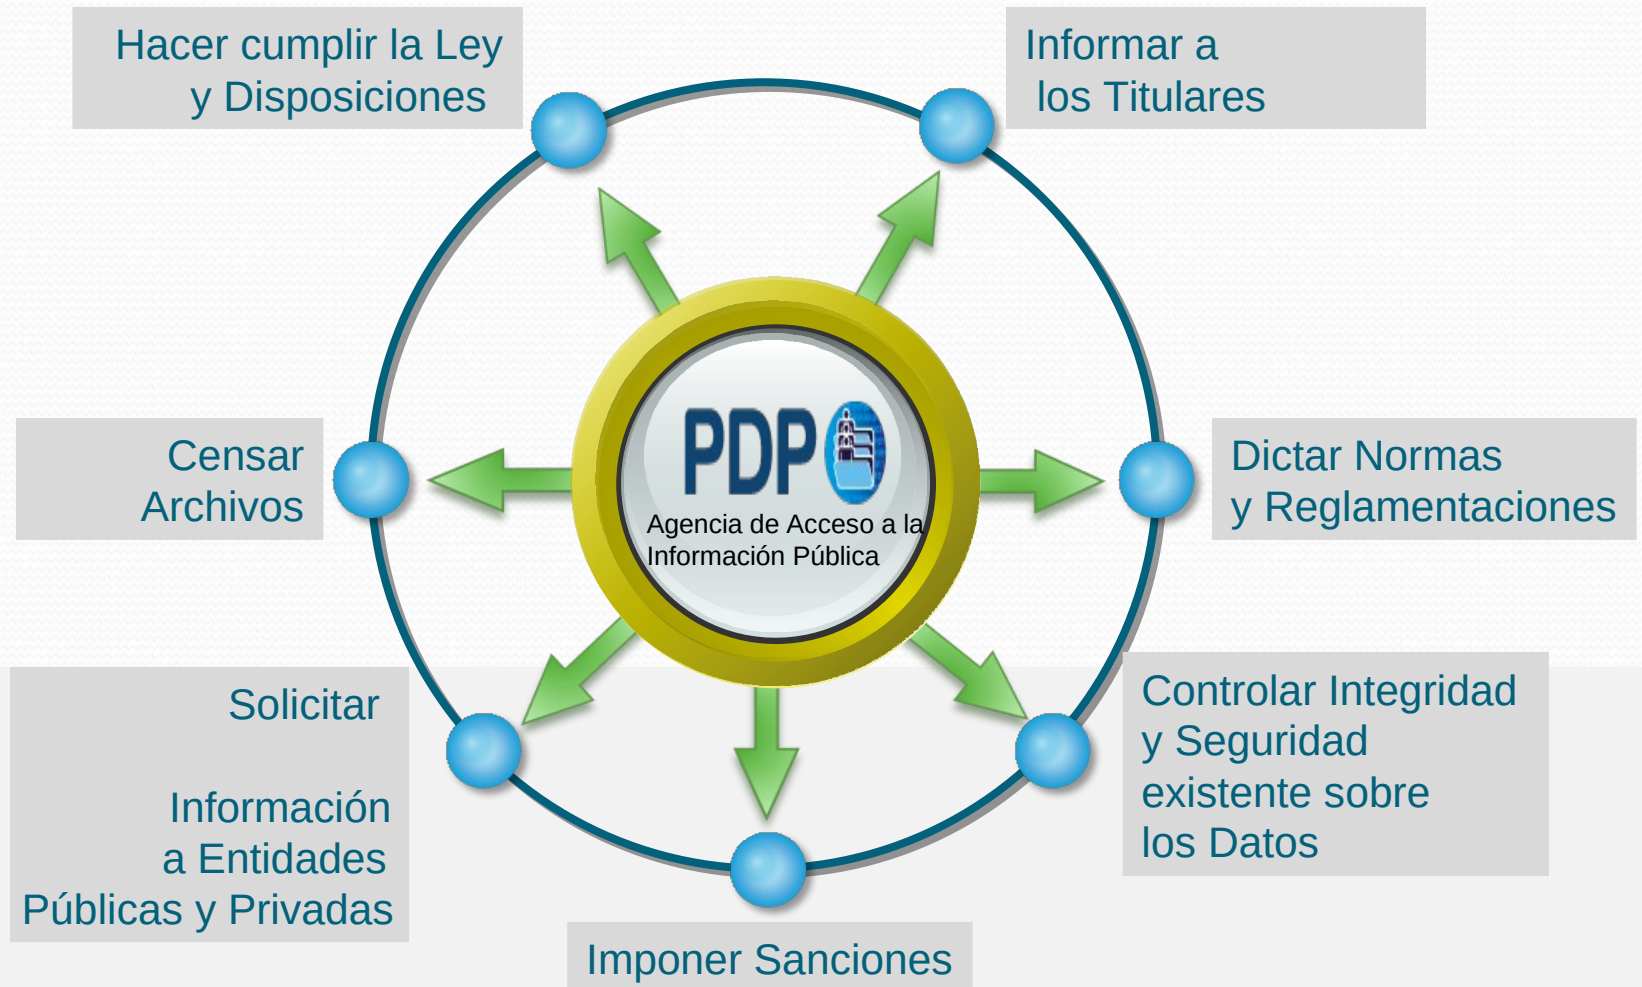 Hacer cumplir la Ley
y Disposiciones
Informar a
los Titulares
Censar
Archivos
PDP
Agencia de Acceso a la
Información Pública
Dictar Normas
y Reglamentaciones
Solicitar
Información
a Entidades
Públicas y Privadas
Controlar Integridad
y Seguridad
existente sobre
los Datos
Imponer Sanciones